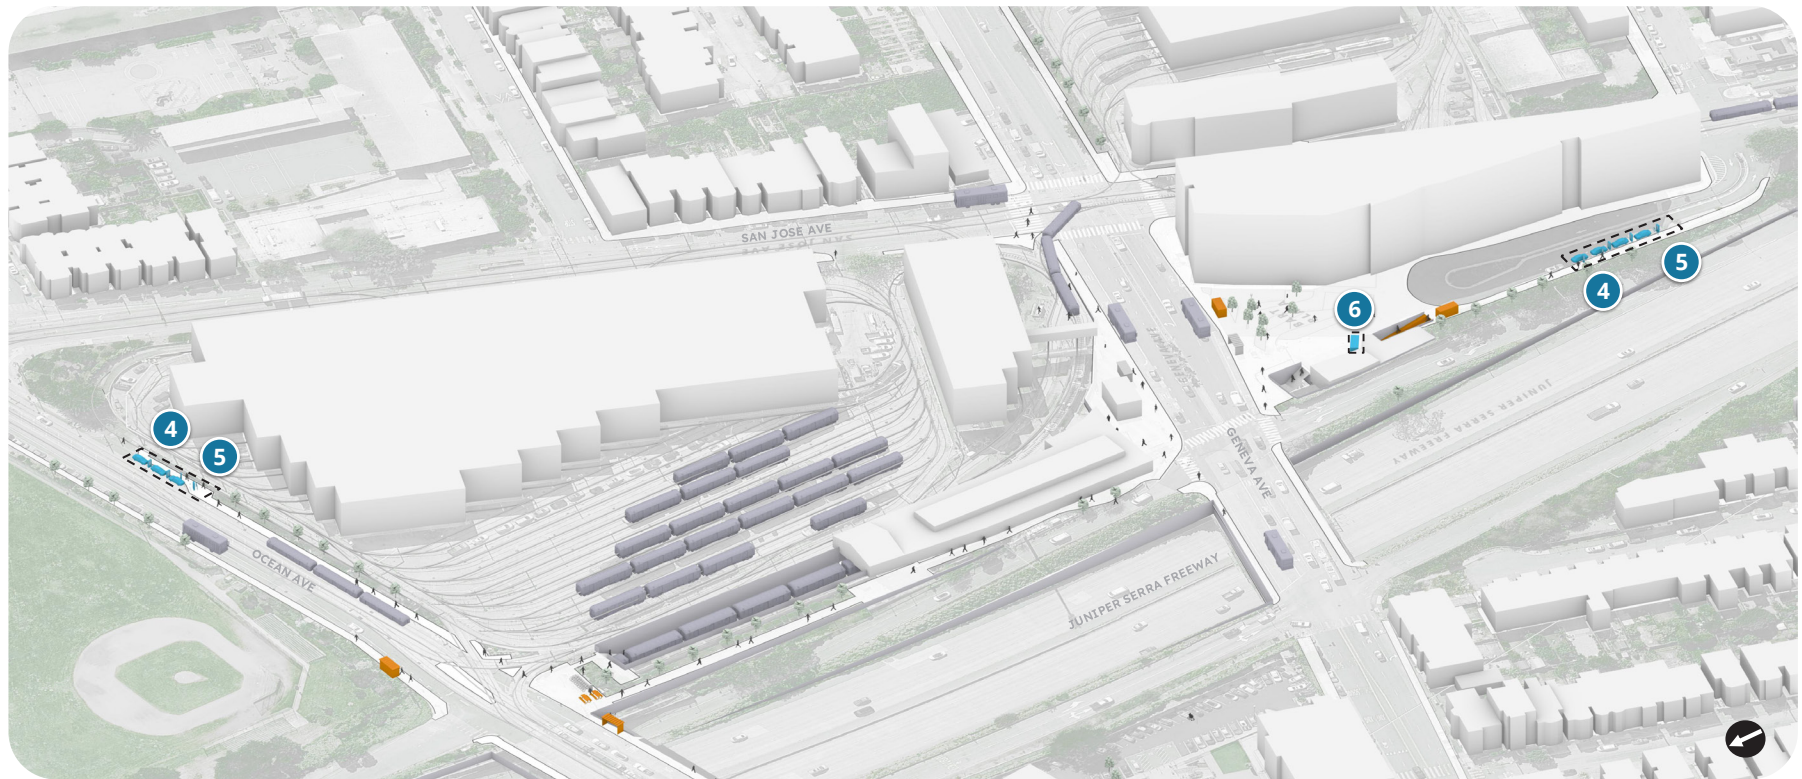 SAN JOSE AVE
5
4
6
4
5
OCEAN AVE
GENEVA AVE
JUNIPER SERRA FREEWAY
JUNIPER SERRA FREEWAY